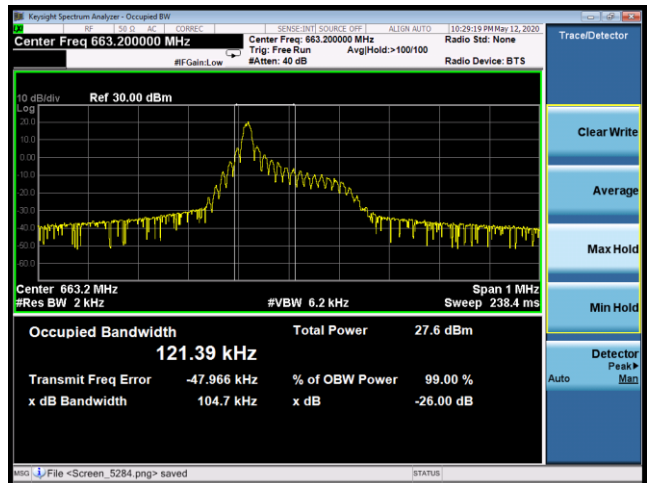 Keysight Spectrum Analyzer - Occupied BW
RF 50 Ω AC CORREC SENSE:INT SOURCE OFF ALIGN AUTO 10:29:19 PM May 12, 2020
Center Freq 663.200000 MHz Center Freq: 663.200000 MHz Radio Std: None
Trig: Free Run Avg|Hold:>100/100
#IFGain:Low #Atten: 40 dB Radio Device: BTS
Trace/Detector
10 dB/div Ref 30.00 dBm
Log
20.0
10.0
0.00
-10.0
-20.0
-30.0
-40.0
-50.0
-60.0
Center 663.2 MHz Span 1 MHz
#Res BW 2 kHz #VBW 6.2 kHz Sweep 238.4 ms
Occupied Bandwidth Total Power 27.6 dBm
121.39 kHz
Transmit Freq Error -47.966 kHz % of OBW Power 99.00 %
x dB Bandwidth 104.7 kHz x dB -26.00 dB
Clear Write
Average
Max Hold
Min Hold
Detector
Peak▶
Auto Man
MSG File <Screen_5284.png> saved STATUS